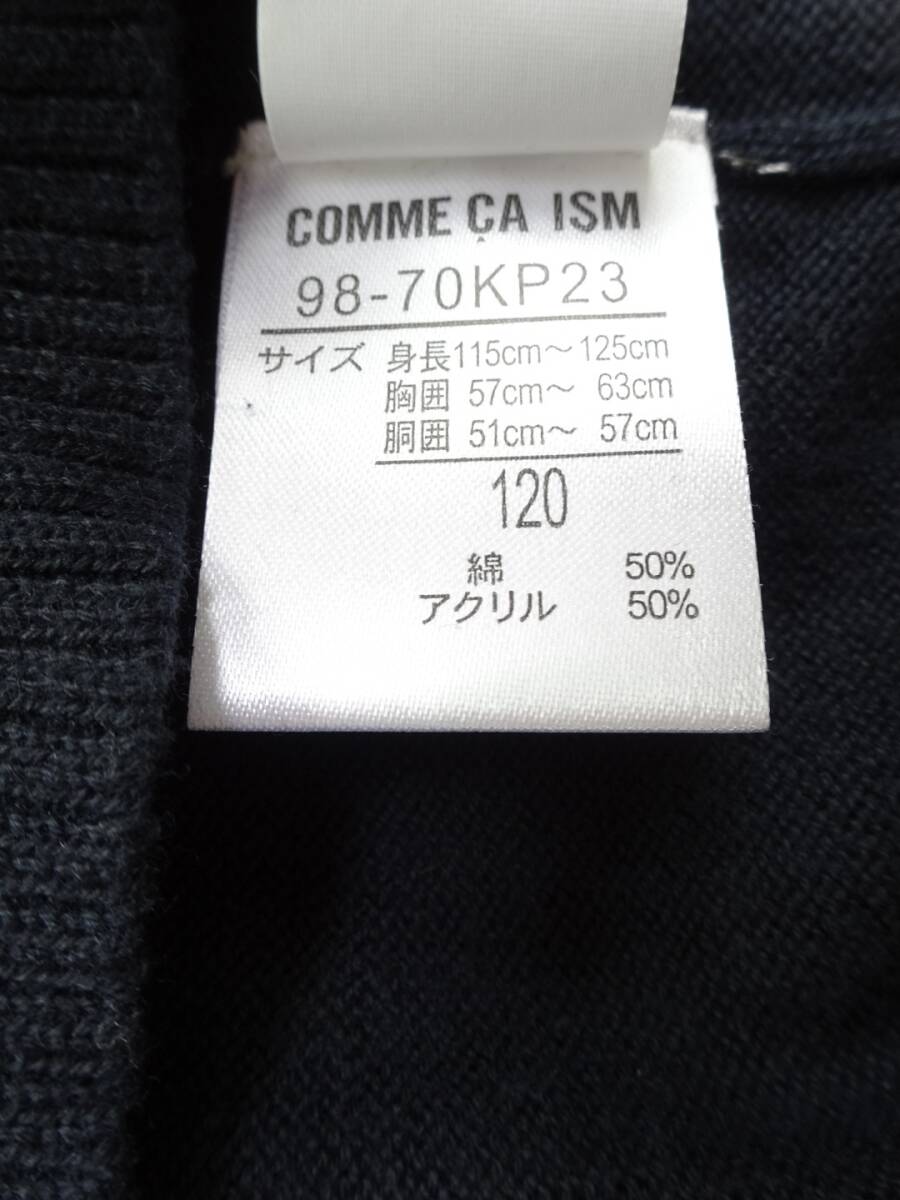 COMME ÇA ISM
98-70KP23
サイズ 身長115cm〜125cm
胸囲 57cm〜 63cm
胴囲 51cm〜 57cm
120
綿 50%
アクリル 50%